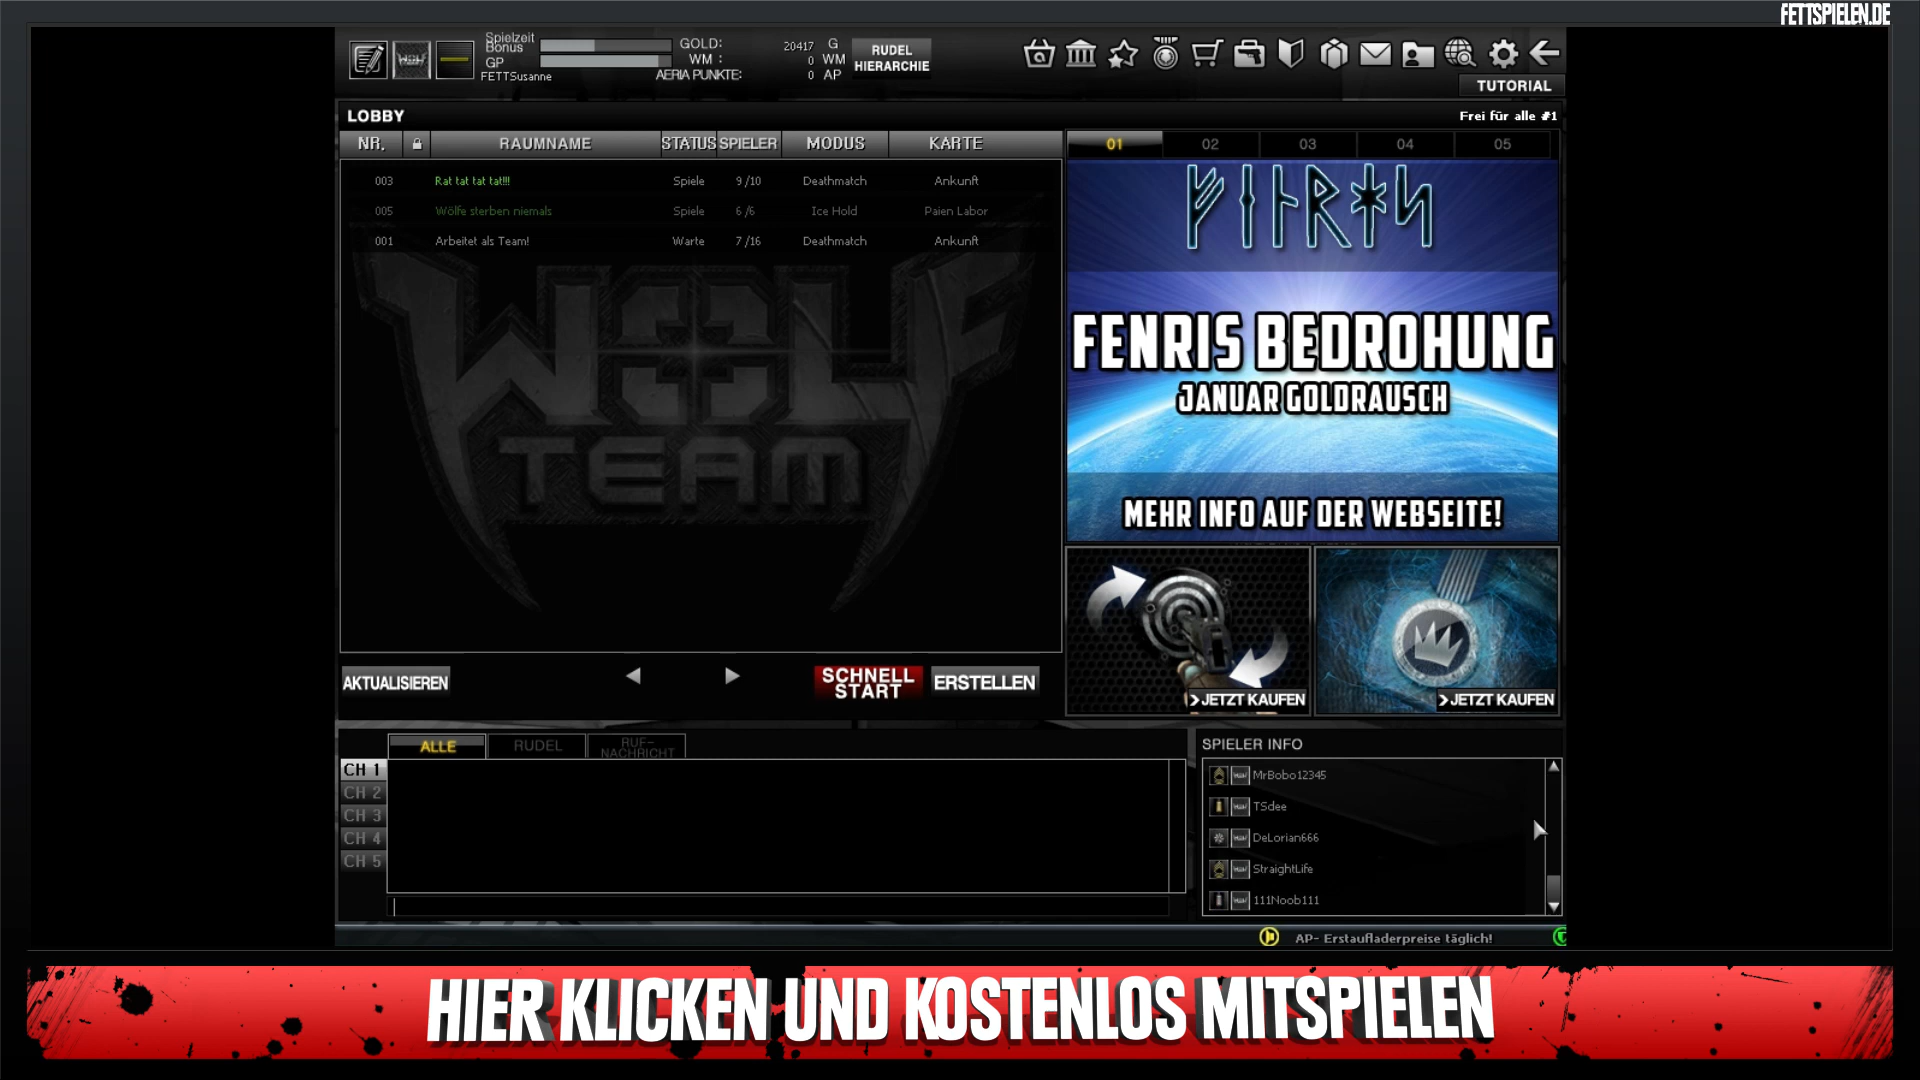 FETTSPIELEN.DE
Spielzeit
Bonus
GP
FETTSusanne
GOLD: 20417 G
WM : 0 WM
AERIA PUNKTE: 0 AP
RUDEL
HIERARCHIE
TUTORIAL
LOBBY
Frei für alle #1
NR. RAUMNAME STATUS SPIELER MODUS KARTE
003 Rat tat tat tat!!! Spiele 9 /10 Deathmatch Ankunft
005 Wölfe sterben niemals Spiele 6 /6 Ice Hold Paien Labor
001 Arbeitet als Team! Warte 7 /16 Deathmatch Ankunft
WOLF
TEAM
01 02 03 04 05
FENRIS BEDROHUNG
JANUAR GOLDRAUSCH
MEHR INFO AUF DER WEBSEITE!
>JETZT KAUFEN
>JETZT KAUFEN
AKTUALISIEREN
SCHNELL
START
ERSTELLEN
ALLE RUDEL RUF-
NACHRICHT
CH 1
CH 2
CH 3
CH 4
CH 5
SPIELER INFO
MrBobo12345
TSdee
DeLorian666
StraightLife
111Noob111
AP- Erstaufladerpreise täglich!
HIER KLICKEN UND KOSTENLOS MITSPIELEN